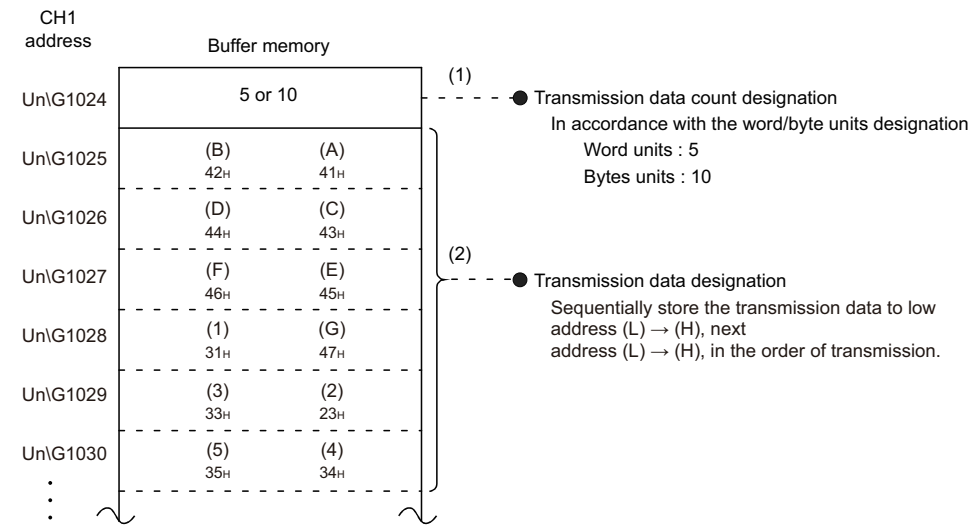 CH1
address
Buffer memory
Un\G1024
5 or 10
(1)
Transmission data count designation
In accordance with the word/byte units designation
Word units : 5
Bytes units : 10
Un\G1025
(B) (A)
42H 41H
Un\G1026
(D) (C)
44H 43H
(2)
Un\G1027
(F) (E)
46H 45H
Transmission data designation
Sequentially store the transmission data to low
address (L) → (H), next
address (L) → (H), in the order of transmission.
Un\G1028
(1) (G)
31H 47H
Un\G1029
(3) (2)
33H 23H
Un\G1030
(5) (4)
35H 34H